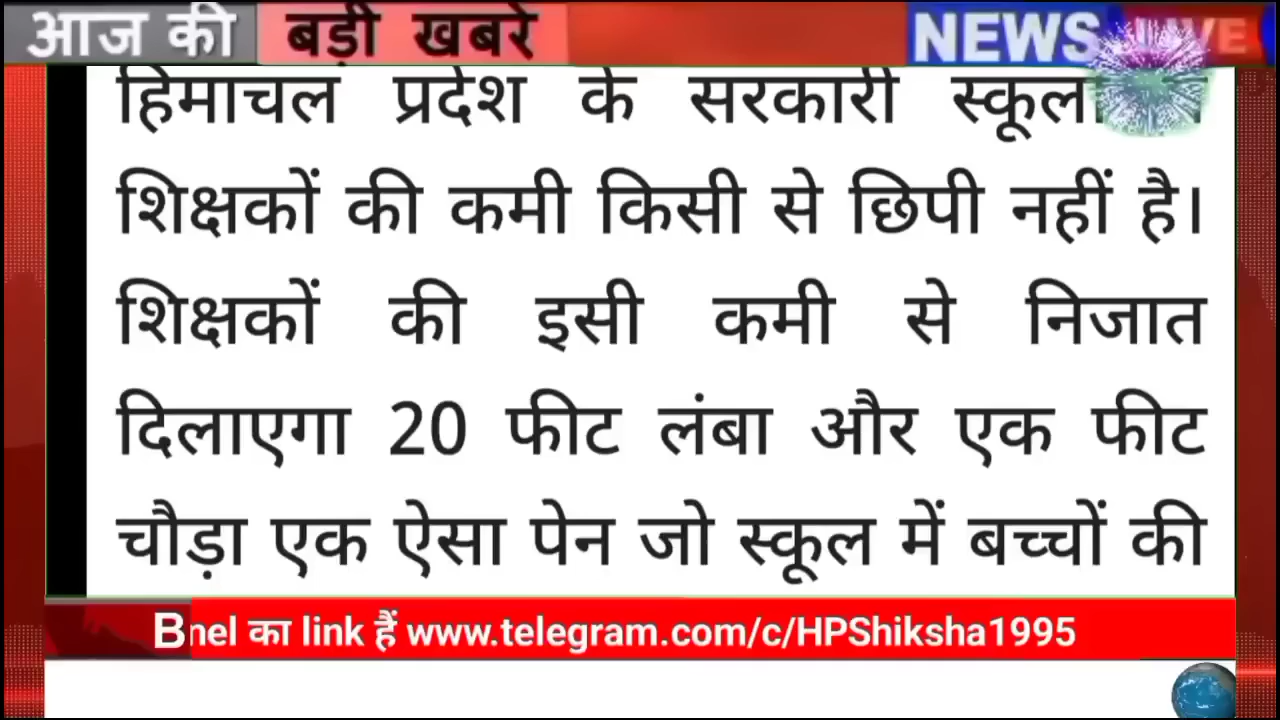 आज की बड़ी खबरे NEWS LIVE
हिमाचल प्रदेश के सरकारी
शिक्षकों की कमी किसी से छिपी नहीं है।
शिक्षकों की इसी कमी से निजात
दिलाएगा 20 फीट लंबा और एक फीट
चौड़ा एक ऐसा पेन जो स्कूल में बच्चों की
nel का link हैं www.telegram.com/c/HPShiksha1995